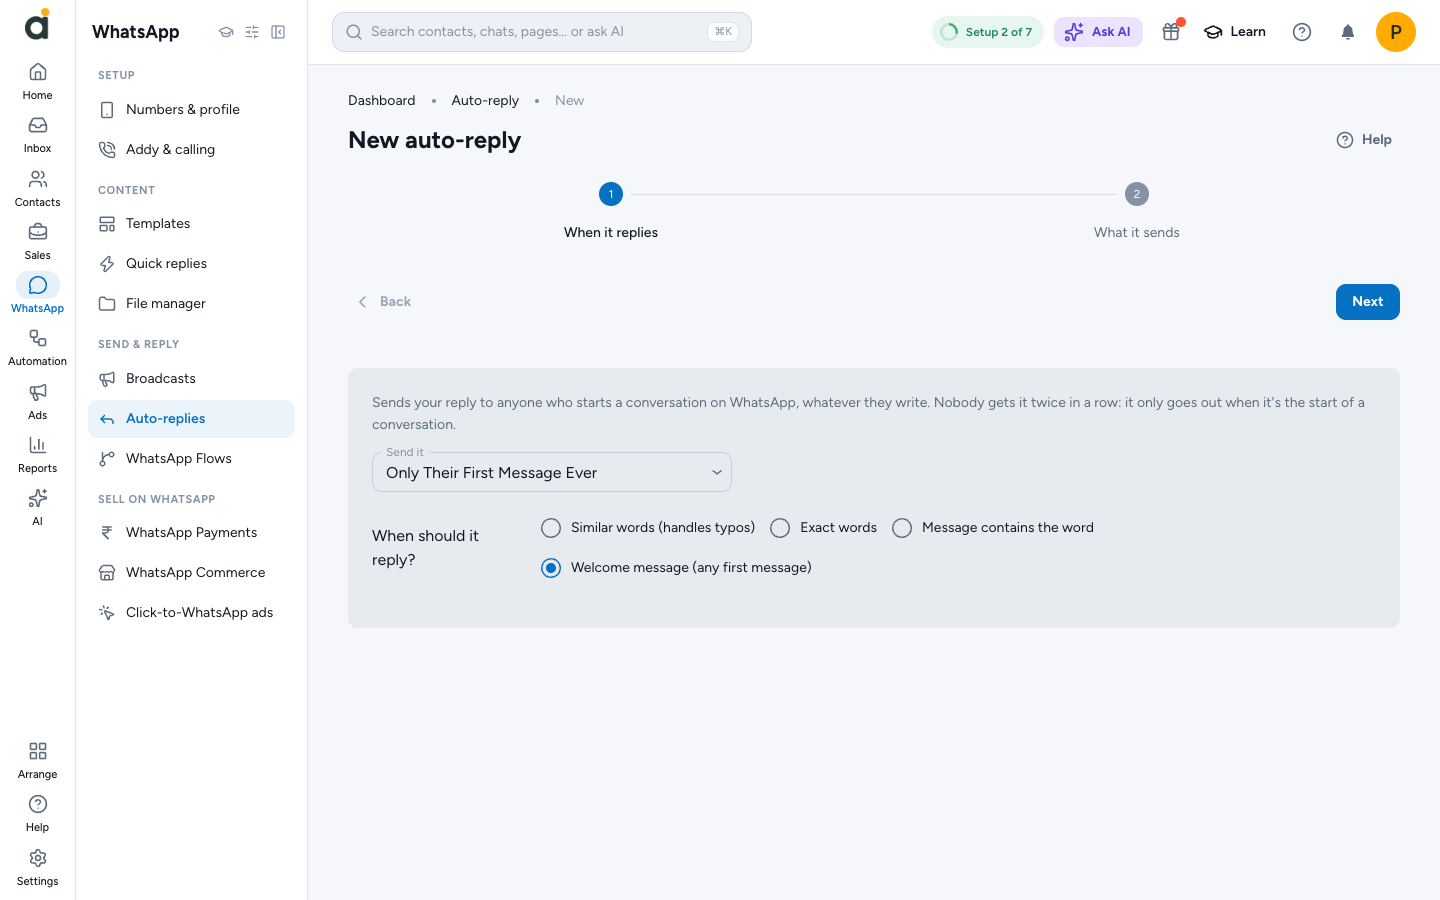 WhatsApp
Search contacts, chats, pages... or ask AI
⌘K
Setup 2 of 7
Ask AI
Learn
P
Home
Inbox
Contacts
Sales
WhatsApp
Automation
Ads
Reports
AI
Arrange
Help
Settings
SETUP
Numbers & profile
Addy & calling
CONTENT
Templates
Quick replies
File manager
SEND & REPLY
Broadcasts
Auto-replies
WhatsApp Flows
SELL ON WHATSAPP
WhatsApp Payments
WhatsApp Commerce
Click-to-WhatsApp ads
Dashboard • Auto-reply • New
New auto-reply
Help
1
2
When it replies
What it sends
Back
Next
Sends your reply to anyone who starts a conversation on WhatsApp, whatever they write. Nobody gets it twice in a row: it only goes out when it's the start of a
conversation.
Send it
Only Their First Message Ever
When should it
reply?
Similar words (handles typos)
Exact words
Message contains the word
Welcome message (any first message)